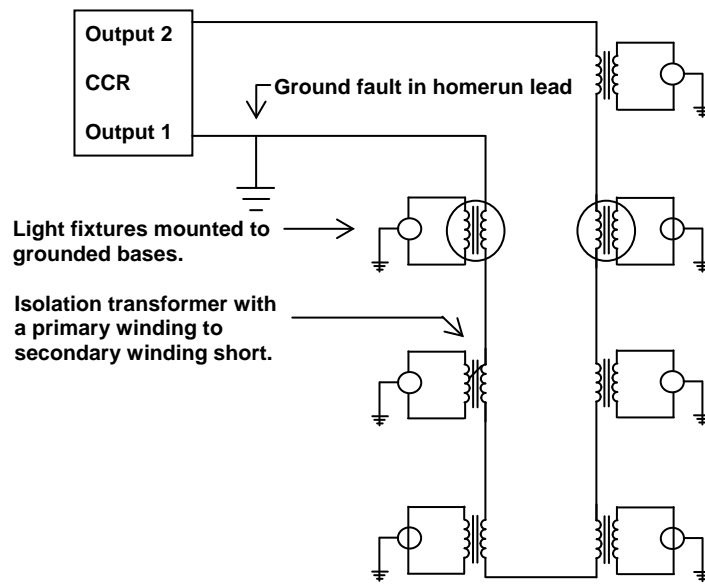 Output 2
CCR
Output 1
Ground fault in homerun lead
Light fixtures mounted to
grounded bases.
Isolation transformer with
a primary winding to
secondary winding short.